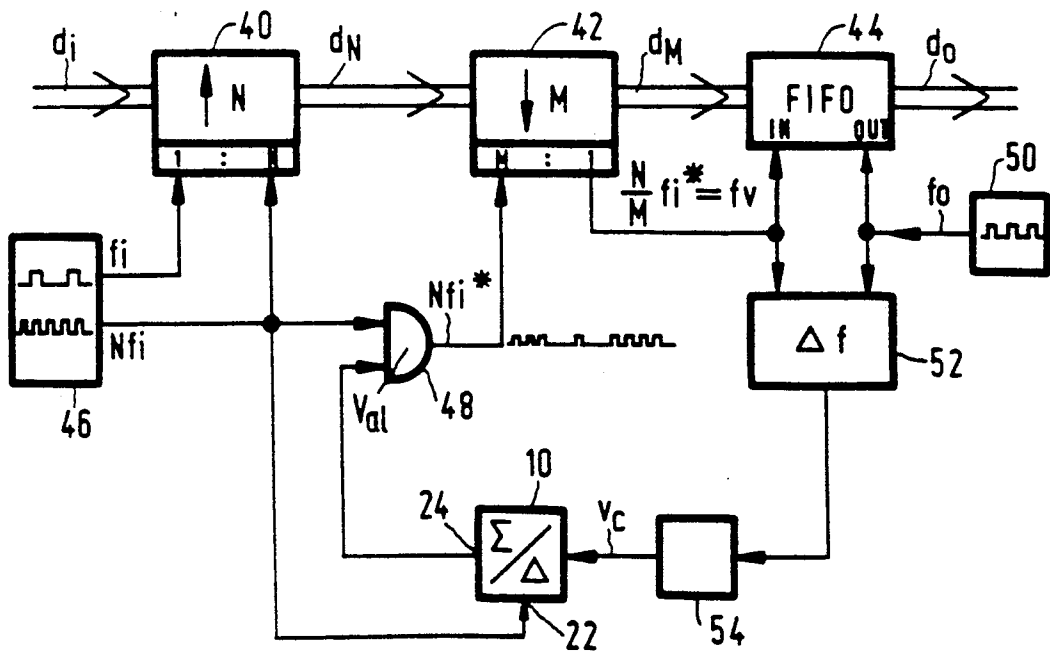 40
42
44
di
dN
dM
do
↑ N
↓ M
FIFO
IN OUT
1 : N
M : 1
N/M fi* = fv
50
fo
fi
Nfi
46
Nfi*
Val
48
Δ f
52
10
24
Σ/Δ
22
vc
54